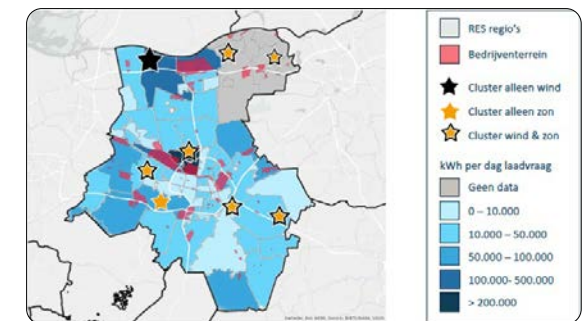 RES regio's
Bedrijventerrein
Cluster alleen wind
Cluster alleen zon
Cluster wind & zon
kWh per dag laadvraag
Geen data
0 – 10.000
10.000 – 50.000
50.000 – 100.000
100.000- 500.000
> 200.000